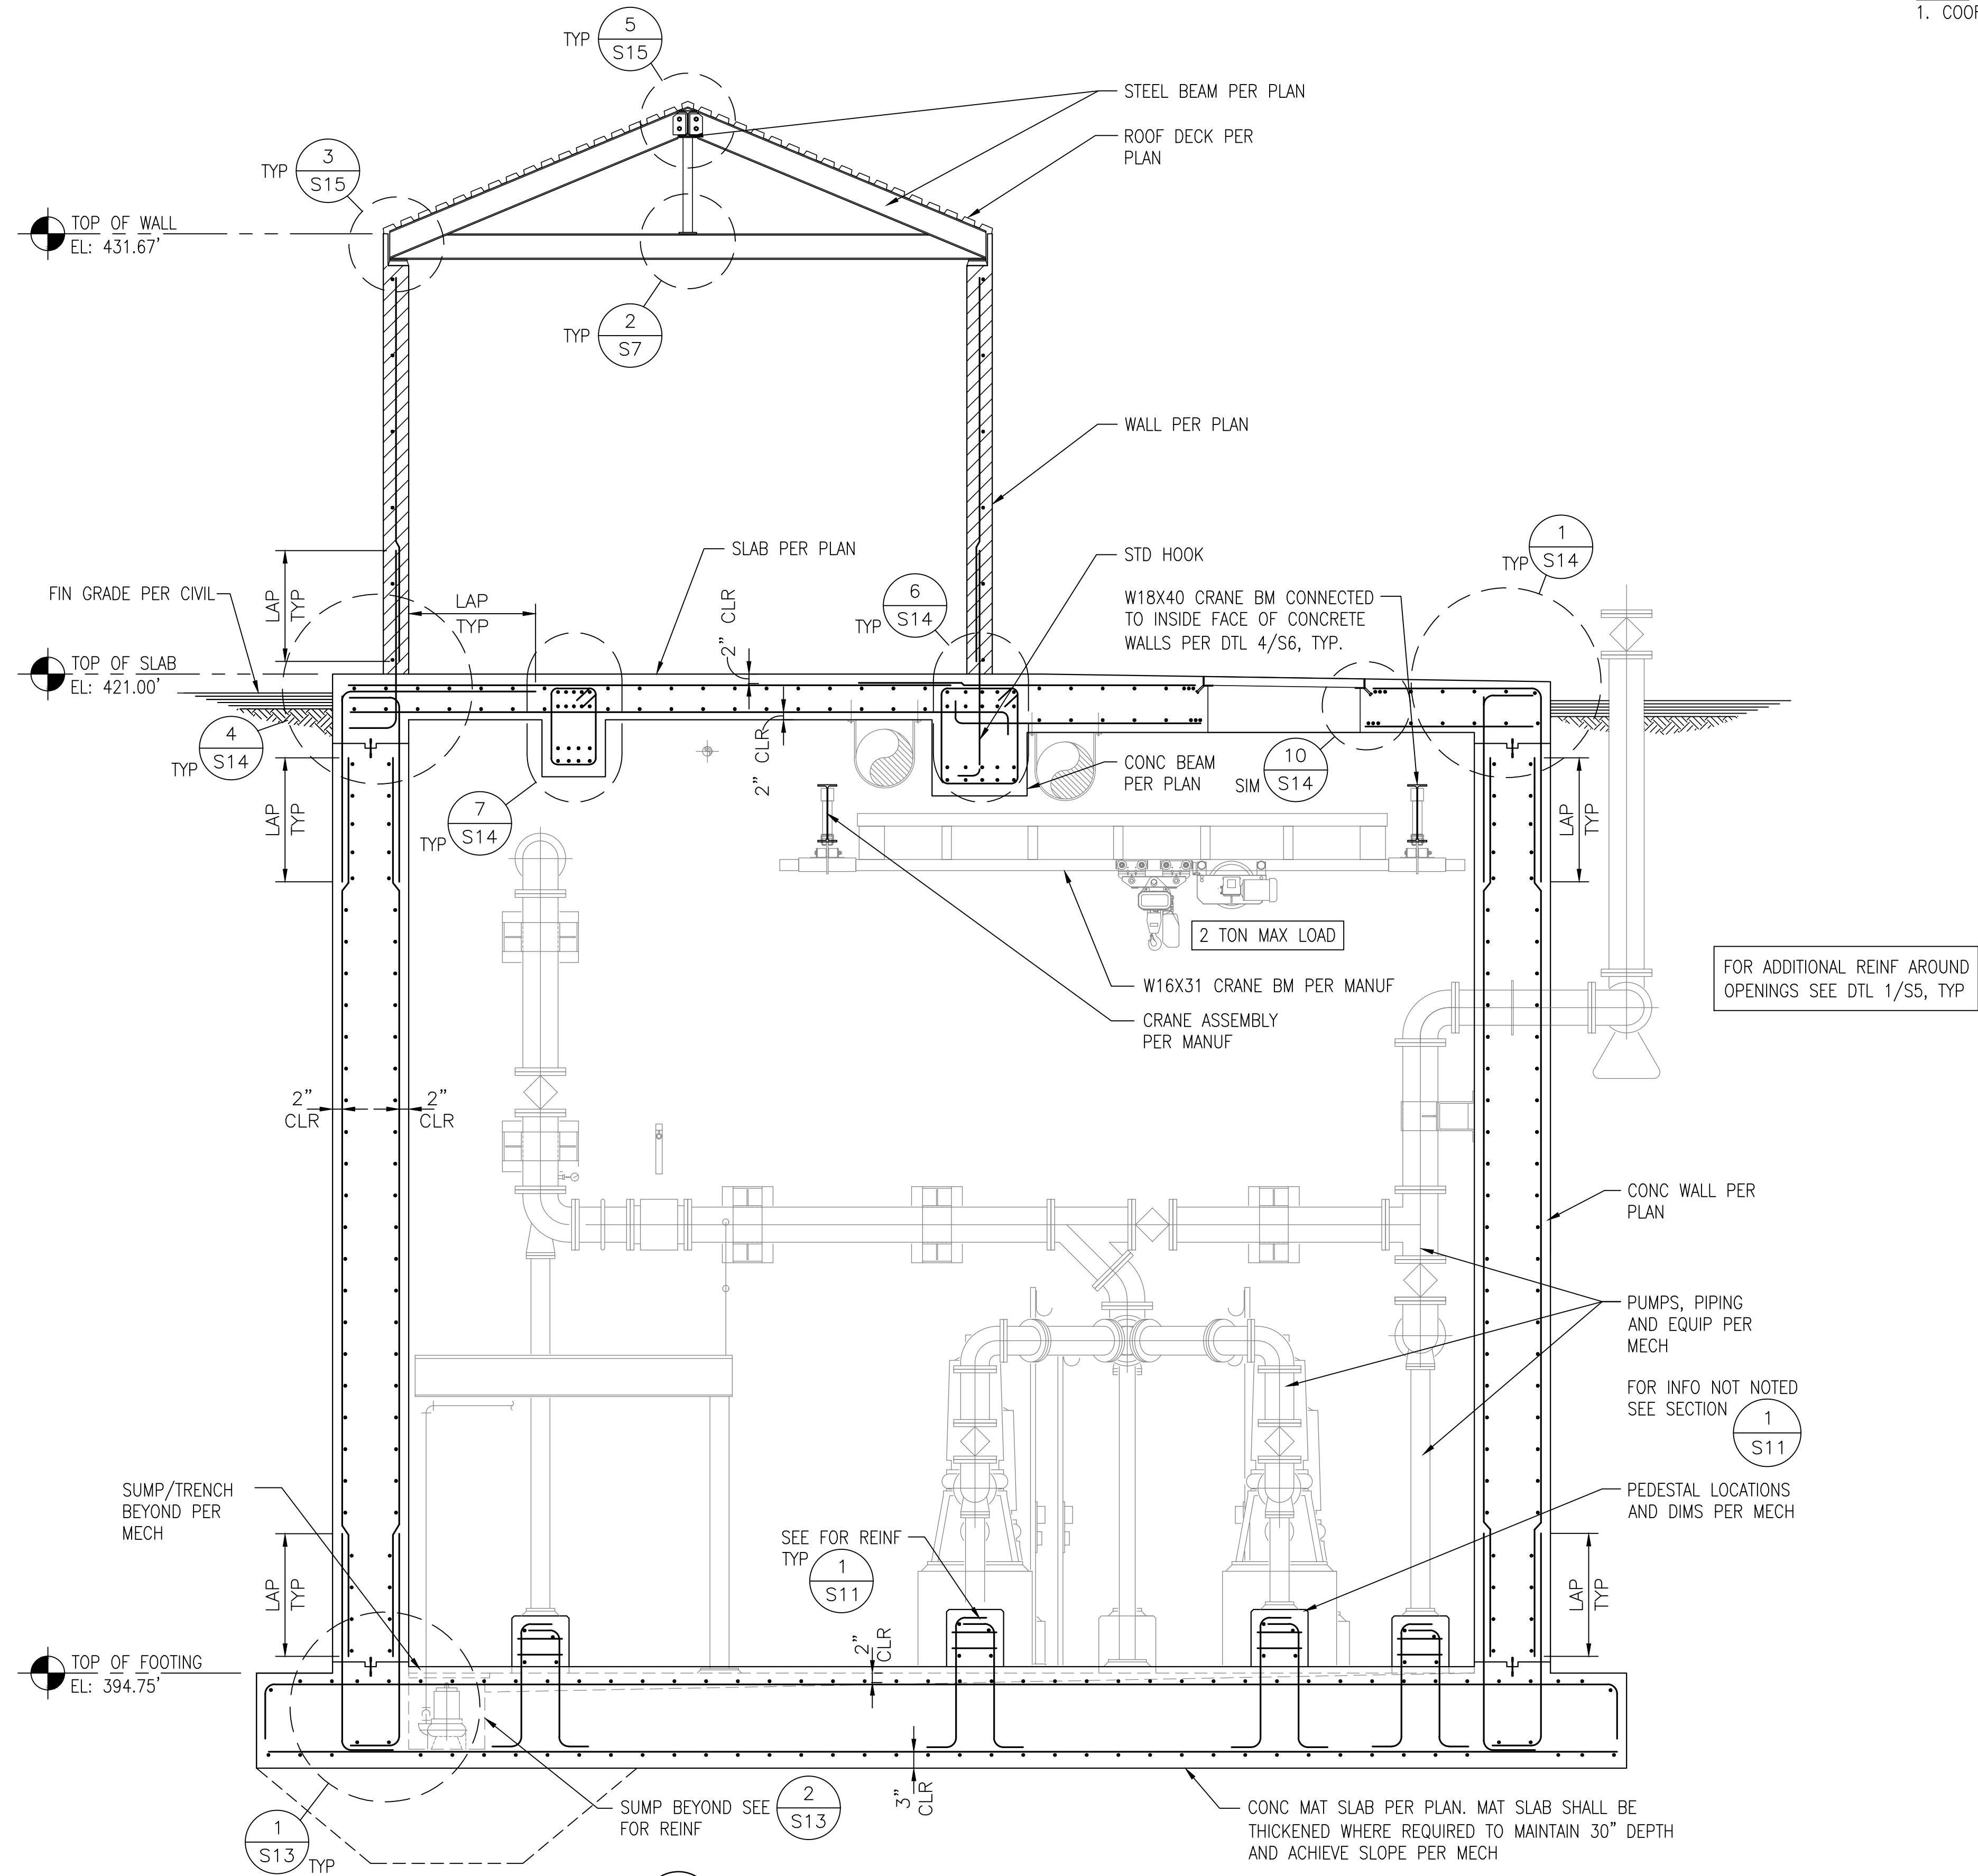 1. COOR
5
TYP
S15
STEEL BEAM PER PLAN
ROOF DECK PER
PLAN
3
TYP
S15
TOP OF WALL
EL: 431.67'
2
TYP
S7
WALL PER PLAN
SLAB PER PLAN
STD HOOK
1
TYP
S14
FIN GRADE PER CIVIL
LAP
TYP
LAP
TYP
6
TYP
S14
W18X40 CRANE BM CONNECTED
TO INSIDE FACE OF CONCRETE
WALLS PER DTL 4/S6, TYP.
2" CLR
TOP OF SLAB
EL: 421.00'
4
TYP
S14
2" CLR
CONC BEAM
PER PLAN
10
SIM
S14
LAP
TYP
7
TYP
S14
LAP
TYP
2 TON MAX LOAD
FOR ADDITIONAL REINF AROUND
OPENINGS SEE DTL 1/S5, TYP
W16X31 CRANE BM PER MANUF
CRANE ASSEMBLY
PER MANUF
2"
CLR
2"
CLR
CONC WALL PER
PLAN
PUMPS, PIPING
AND EQUIP PER
MECH
FOR INFO NOT NOTED
SEE SECTION
1
S11
SUMP/TRENCH
BEYOND PER
MECH
PEDESTAL LOCATIONS
AND DIMS PER MECH
SEE FOR REINF
TYP
1
S11
LAP
TYP
LAP
TYP
2"
CLR
TOP OF FOOTING
EL: 394.75'
3"
CLR
SUMP BEYOND SEE
FOR REINF
2
S13
1
S13
TYP
CONC MAT SLAB PER PLAN. MAT SLAB SHALL BE
THICKENED WHERE REQUIRED TO MAINTAIN 30" DEPTH
AND ACHIEVE SLOPE PER MECH